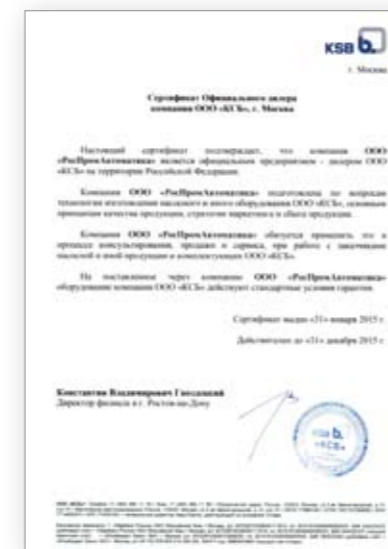 KSB b.
г. Москва
Сертификат Официального дилера
компания ООО «КСБ», г. Москва
Настоящий сертификат подтверждает, что компания ООО
«РосПромАвтоматика» является официальным предприятием - дилером ООО
«КСБ» на территории Российской Федерации.
Компания ООО «РосПромАвтоматика» подготовлена по вопросам
технологии изготовления насосного и иного оборудования ООО «КСБ», основным
принципам качества продукции, стратегии маркетинга и сбыта продукции.
Компания ООО «РосПромАвтоматика» обязуется применять это в
процессе консультирования, продажи и сервиса, при работе с заказчиками
насосной и иной продукции и комплектующих ООО «КСБ».
На поставленное через компанию ООО «РосПромАвтоматика»
оборудование компании ООО «КСБ» действуют стандартные условия гарантии.
Сертификат выдан «31» января 2015 г.
Действителен до «31» декабря 2015 г.
Константин Владимирович Гнездицкий
Директор филиала в г. Ростов-на-Дону
KSB b.
«КСБ»